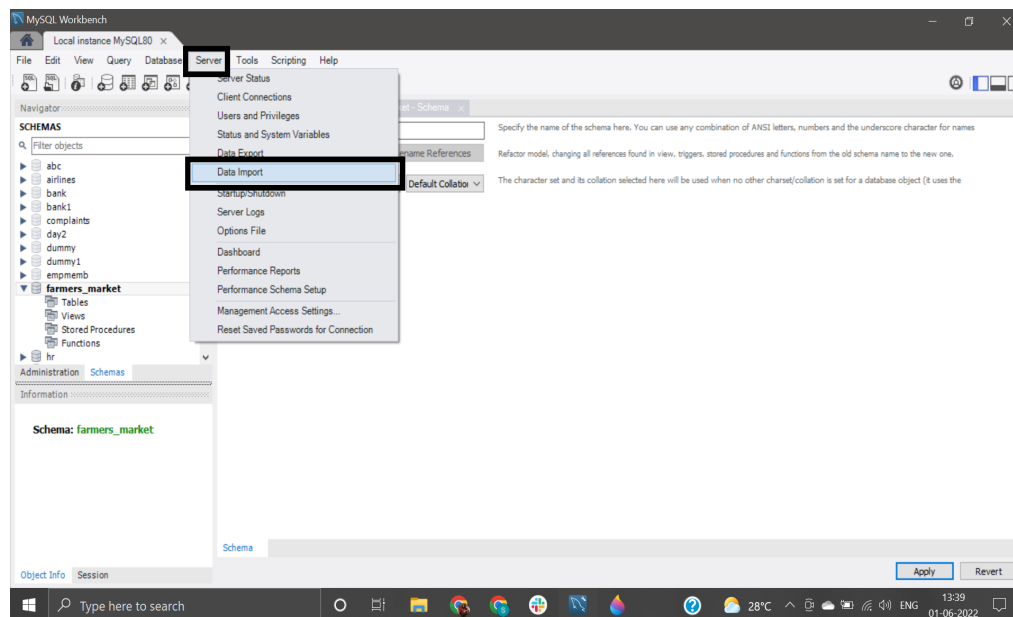 MySQL Workbench
Local instance MySQL80
File Edit View Query Database Server Tools Scripting Help
Navigator
SCHEMAS
Filter objects
abc
airlines
bank
bank1
complaints
day2
dummy
dummy1
empmemb
farmers_market
Tables
Views
Stored Procedures
Functions
hr
Administration Schemas
Information
Schema: farmers_market
Object Info Session
Server Status
Client Connections
Users and Privileges
Status and System Variables
Data Export
Data Import
Startup/Shutdown
Server Logs
Options File
Dashboard
Performance Reports
Performance Schema Setup
Management Access Settings...
Reset Saved Passwords for Connection
- Schema
Specify the name of the schema here. You can use any combination of ANSI letters, numbers and the underscore character for names
References
Refactor model, changing all references found in view, triggers, stored procedures and functions from the old schema name to the new one.
Default
The character set and its collation selected here will be used when no other charset/collation is set for a database object (it uses the
Schema
Apply Revert
Type here to search
28°C
ENG
13:39
01-06-2022